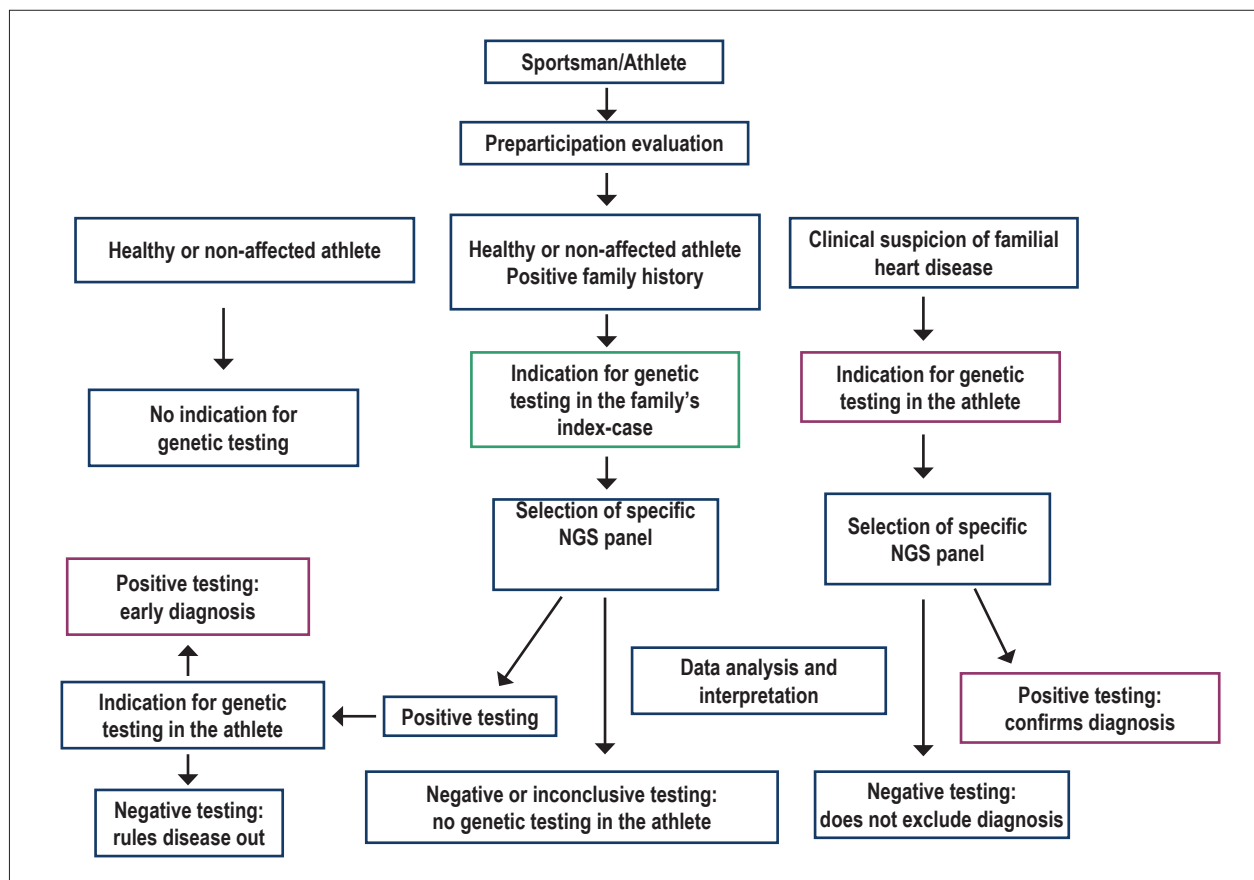 Sportsman/Athlete
Preparticipation evaluation
Healthy or non-affected athlete
Healthy or non-affected athlete
Positive family history
Clinical suspicion of familial
heart disease
No indication for
genetic testing
Indication for genetic
testing in the family's
index-case
Indication for genetic
testing in the athlete
Selection of specific
NGS panel
Selection of specific
NGS panel
Positive testing:
early diagnosis
Data analysis and
interpretation
Indication for genetic
testing in the athlete
Positive testing
Positive testing:
confirms diagnosis
Negative testing:
rules disease out
Negative or inconclusive testing:
no genetic testing in the athlete
Negative testing:
does not exclude diagnosis